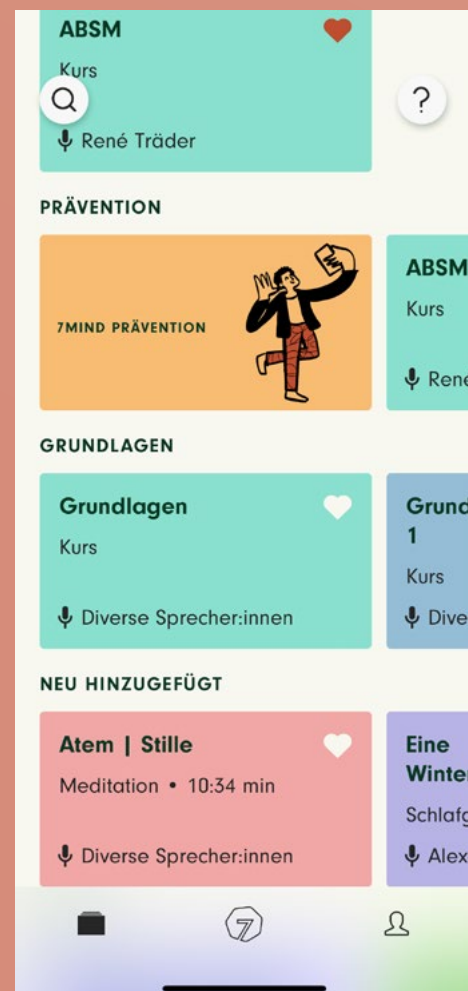 ABSM
Kurs
René Träder
?
PRÄVENTION
7MIND PRÄVENTION
ABSM
Kurs
GRUNDLAGEN
Grundlagen
Kurs
Diverse Sprecher:innen
1
Kurs
NEU HINZUGEFÜGT
Atem | Stille
Meditation • 10:34 min
Diverse Sprecher:innen
Eine
7